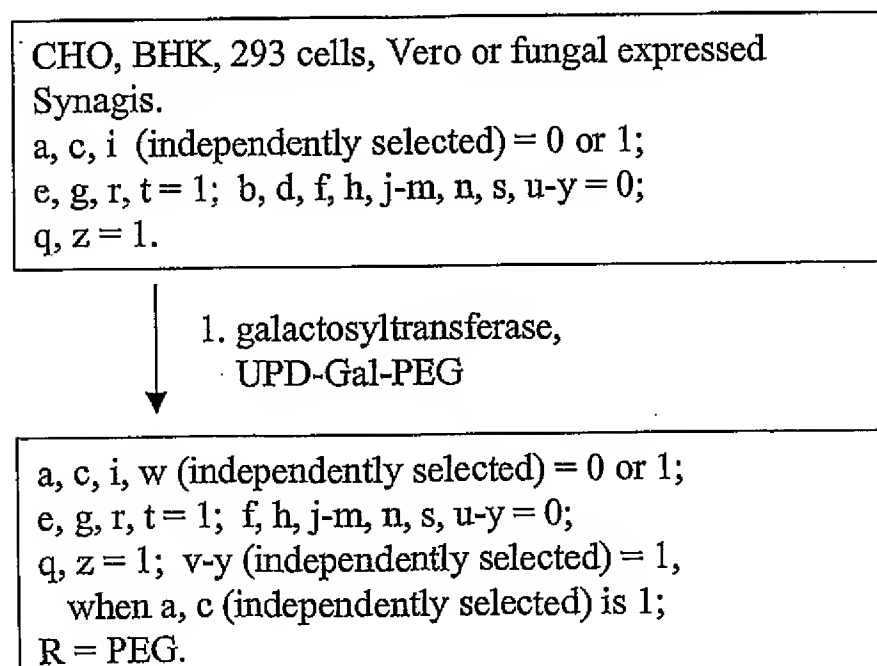 CHO, BHK, 293 cells, Vero or fungal expressed
Synagis.
a, c, i (independently selected) = 0 or 1;
e, g, r, t = 1; b, d, f, h, j-m, n, s, u-y = 0;
q, z = 1.
1. galactosyltransferase,
UPD-Gal-PEG
a, c, i, w (independently selected) = 0 or 1;
e, g, r, t = 1; f, h, j-m, n, s, u-y = 0;
q, z = 1; v-y (independently selected) = 1,
when a, c (independently selected) is 1;
R = PEG.